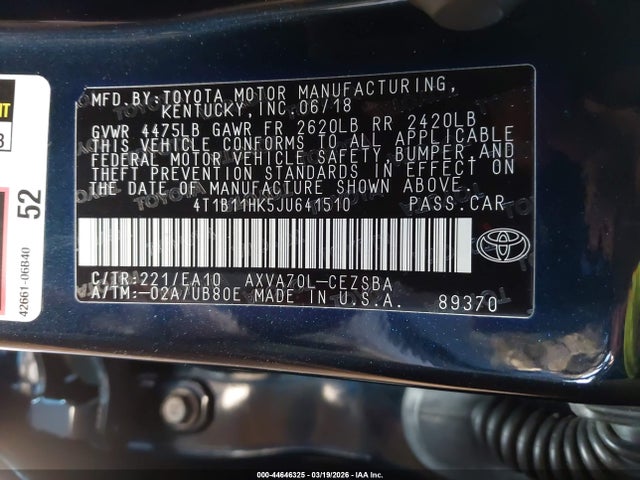 MFD.BY:TOYOTA MOTOR MANUFACTURING,
KENTUCKY,INC.06/18
GVWR 4475LB GAWR FR 2620LB RR 2420LB
THIS VEHICLE CONFORMS TO ALL APPLICABLE
FEDERAL MOTOR VEHICLE SAFETY,BUMPER,AND
THEFT PREVENTION STANDARDS IN EFFECT ON
THE DATE OF MANUFACTURE SHOWN ABOVE.
4T1B11HK5JU641510 PASS CAR
C/TR:221/EA10 AXVA70L-CEZSBA
A/TM:-02A/UB80E MADE IN U.S.A. 89370
52
42661-06B40
000-44646325 - 03/19/2026 - IAA Inc.